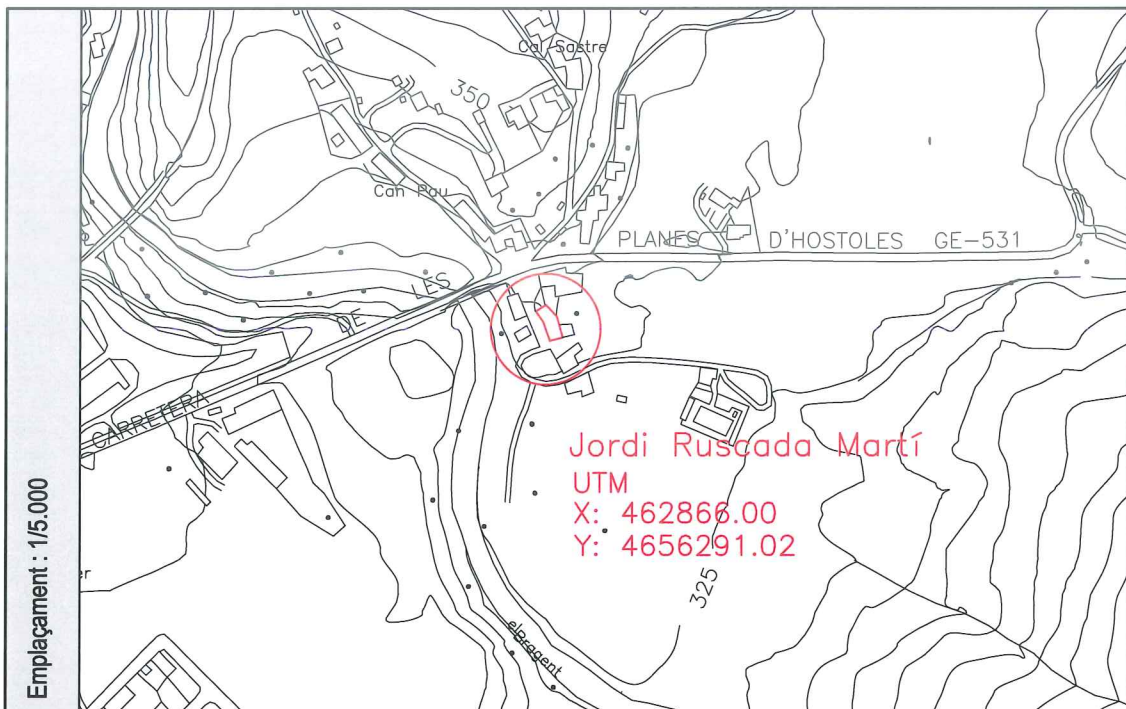 Emplaçament : 1/5.000
Cal Sastre
350
Can Pau
CARRETERA DE LES PLANES D'HOSTOLES GE-531
Jordi Ruscada Martí
UTM
X: 462866.00
Y: 4656291.02
325
el Brugent
er